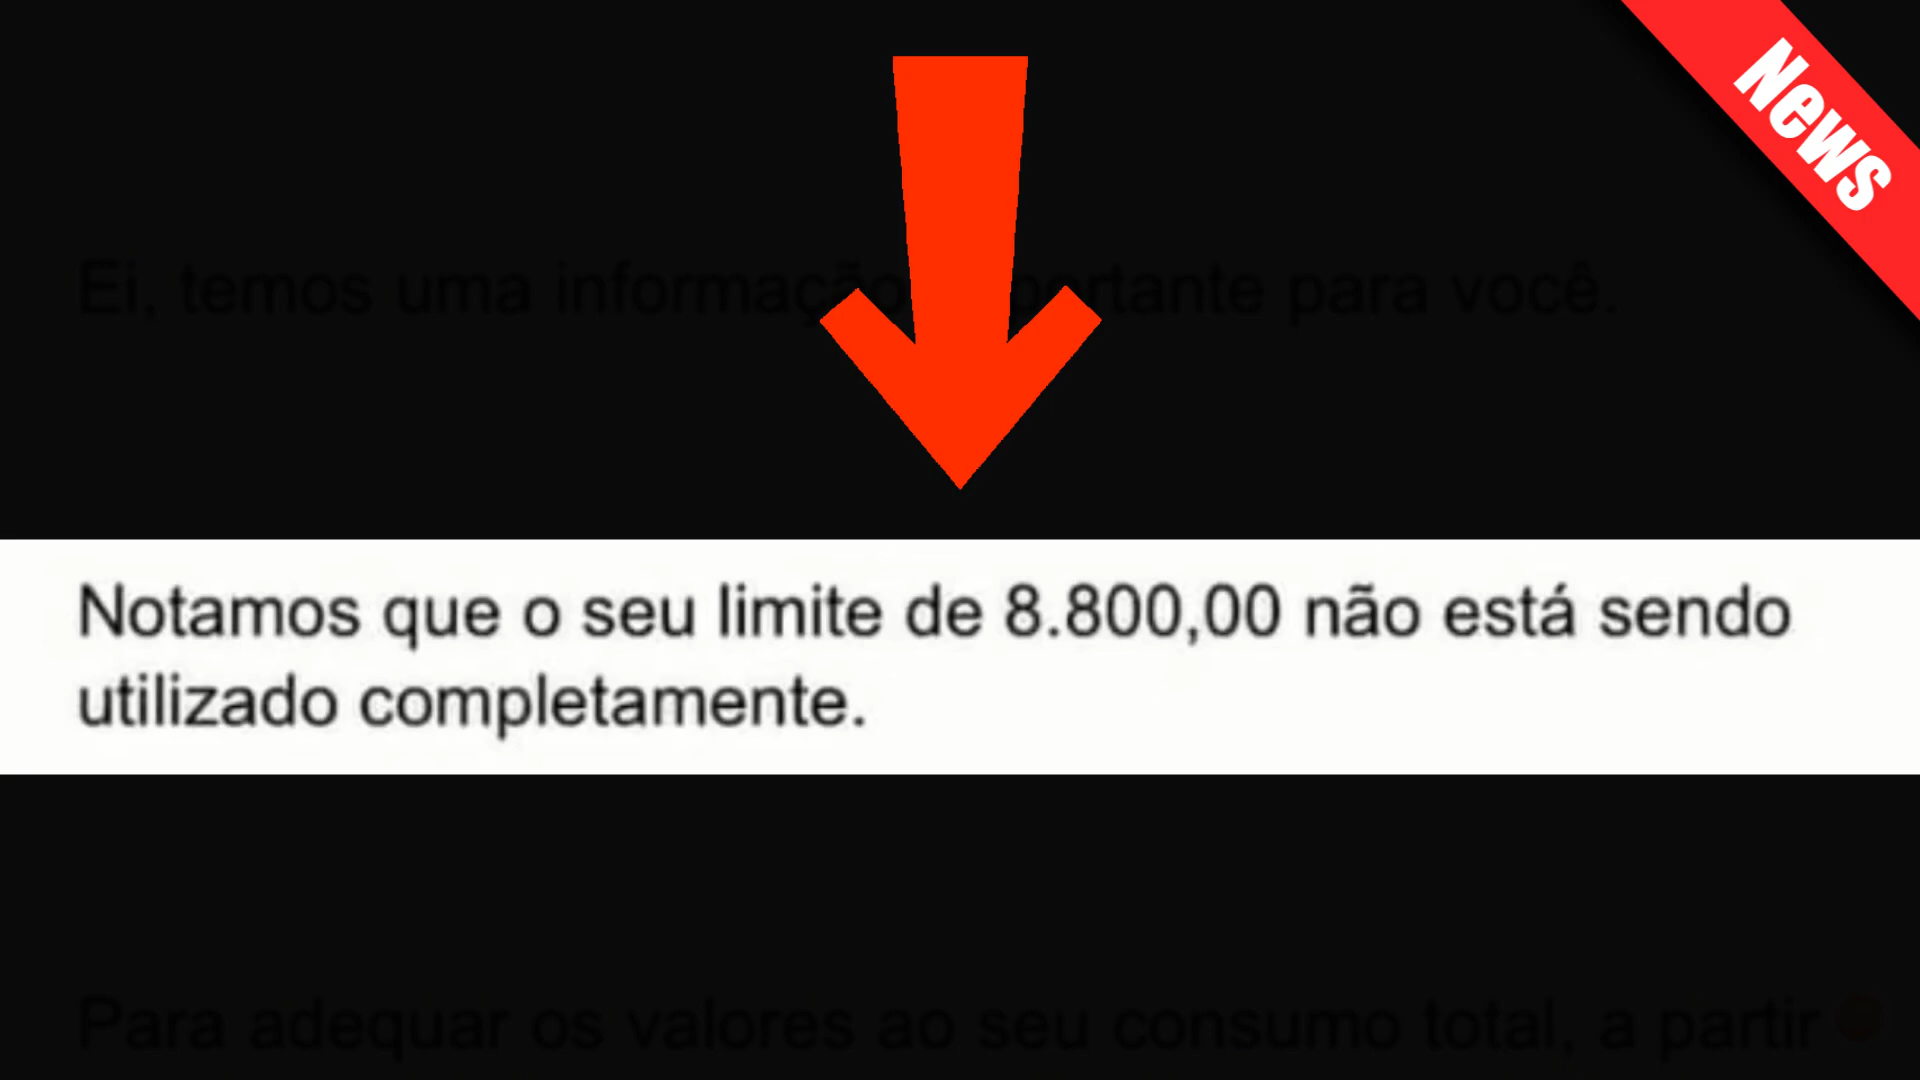 News
Ei, temos uma informação portante para você.
Notamos que o seu limite de 8.800,00 não está sendo
utilizado completamente.
Para adequar os valores ao seu consumo total, a partir